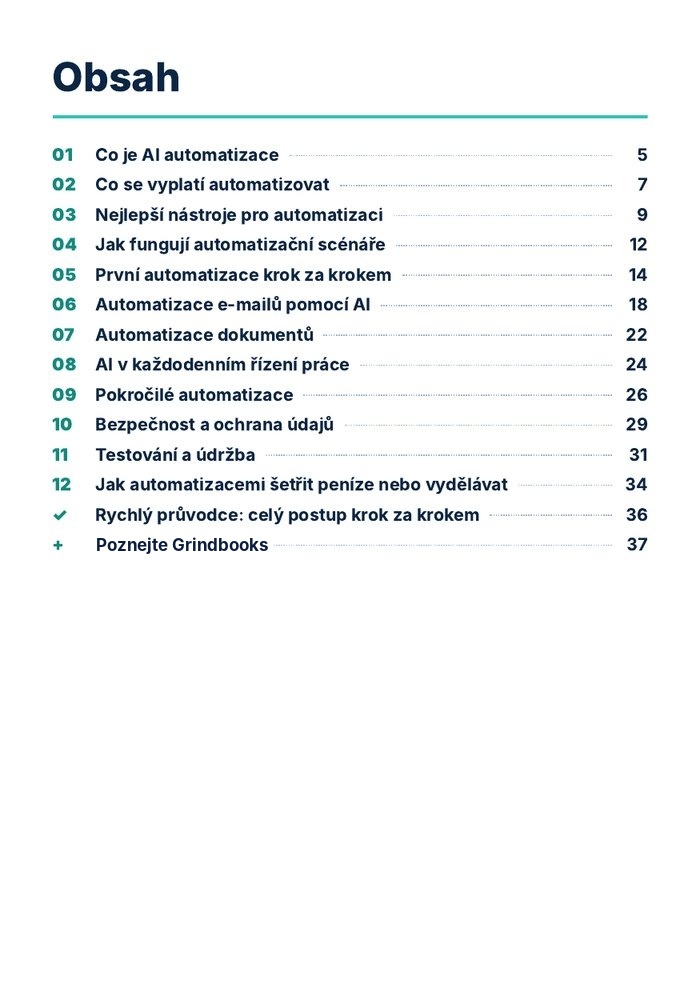 Obsah
01 Co je AI automatizace 5
02 Co se vyplatí automatizovat 7
03 Nejlepší nástroje pro automatizaci 9
04 Jak fungují automatizační scénáře 12
05 První automatizace krok za krokem 14
06 Automatizace e-mailů pomocí AI 18
07 Automatizace dokumentů 22
08 AI v každodenním řízení práce 24
09 Pokročilé automatizace 26
10 Bezpečnost a ochrana údajů 29
11 Testování a údržba 31
12 Jak automatizacemi šetřit peníze nebo vydělávat 34
✓ Rychlý průvodce: celý postup krok za krokem 36
+ Poznejte Grindbooks 37